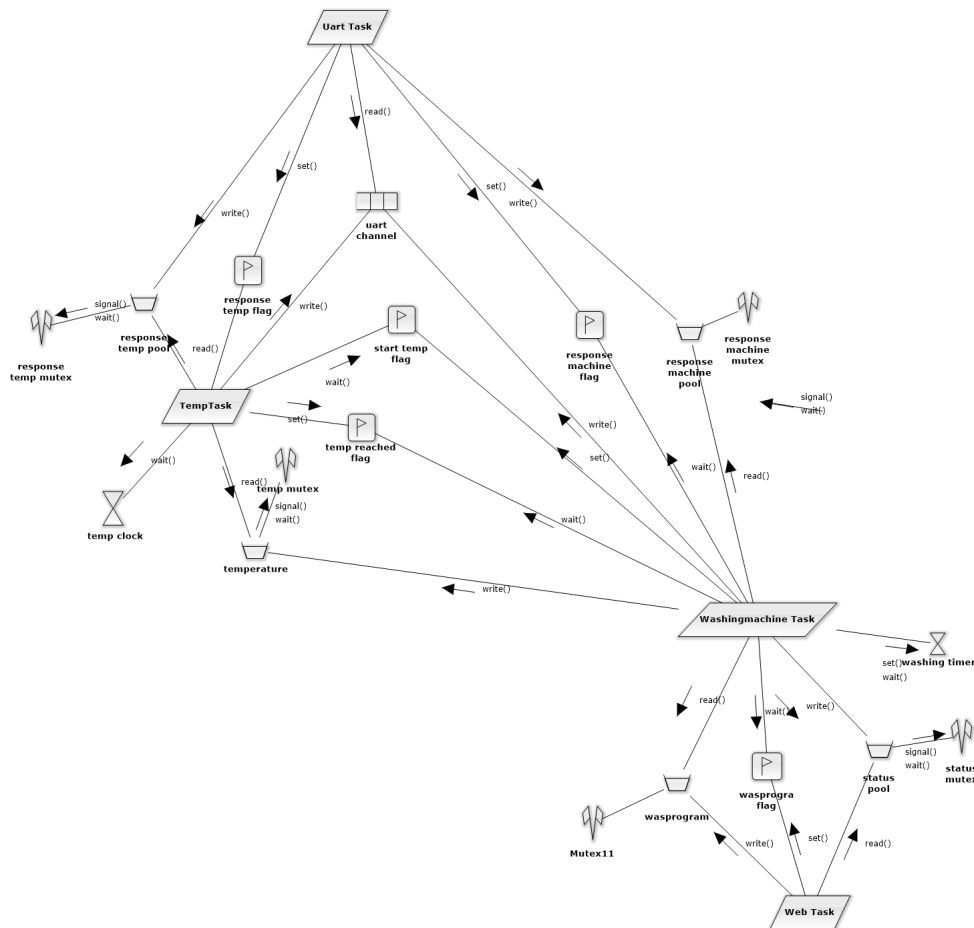 Uart Task
read()
set()
set()
write()
write()
uart
channel
response
temp flag
write()
signal()
wait()
response
temp pool
response
temp mutex
read()
start temp
flag
wait()
response
machine
flag
response
machine
mutex
response
machine
pool
signal()
wait()
TempTask
set()
temp reached
flag
write()
set()
wait()
read()
wait()
read()
temp mutex
signal()
wait()
temp clock
wait()
temperature
write()
Washingmachine Task
set()
washing timer
wait()
read()
wait()
write()
signal()
wait()
status
pool
status
mutex
wasprogra
flag
wasprogram
Mutex11
write()
set()
read()
Web Task